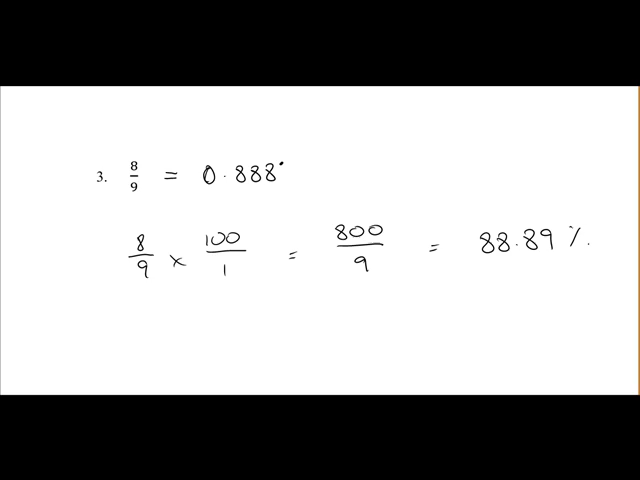 3. 8/9 = 0.888˙
8/9 × 100/1 = 800/9 = 88.89 %.